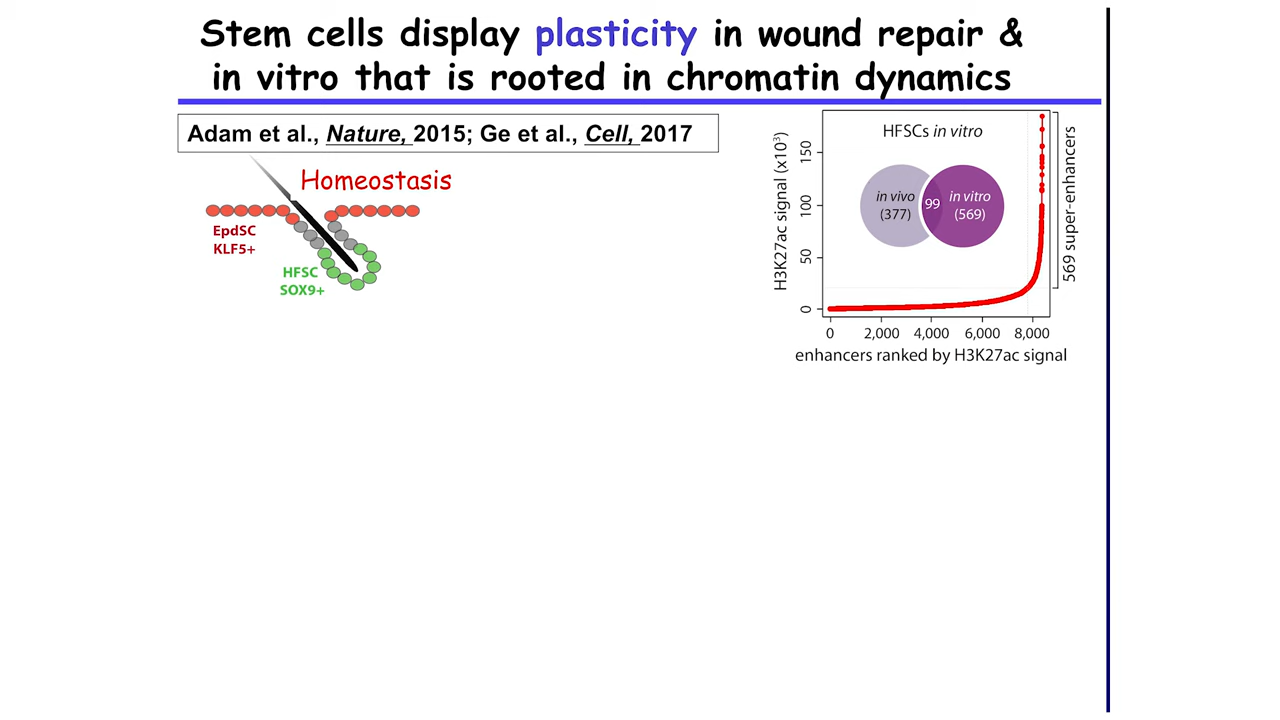 Stem cells display plasticity in wound repair &
in vitro that is rooted in chromatin dynamics
Adam et al., Nature, 2015; Ge et al., Cell, 2017
Homeostasis
EpdSC
KLF5+
HFSC
SOX9+
HFSCs in vitro
in vivo
(377)
99
in vitro
(569)
H3K27ac signal (x10³)
150
100
50
0
0
2,000
4,000
6,000
8,000
enhancers ranked by H3K27ac signal
569 super-enhancers